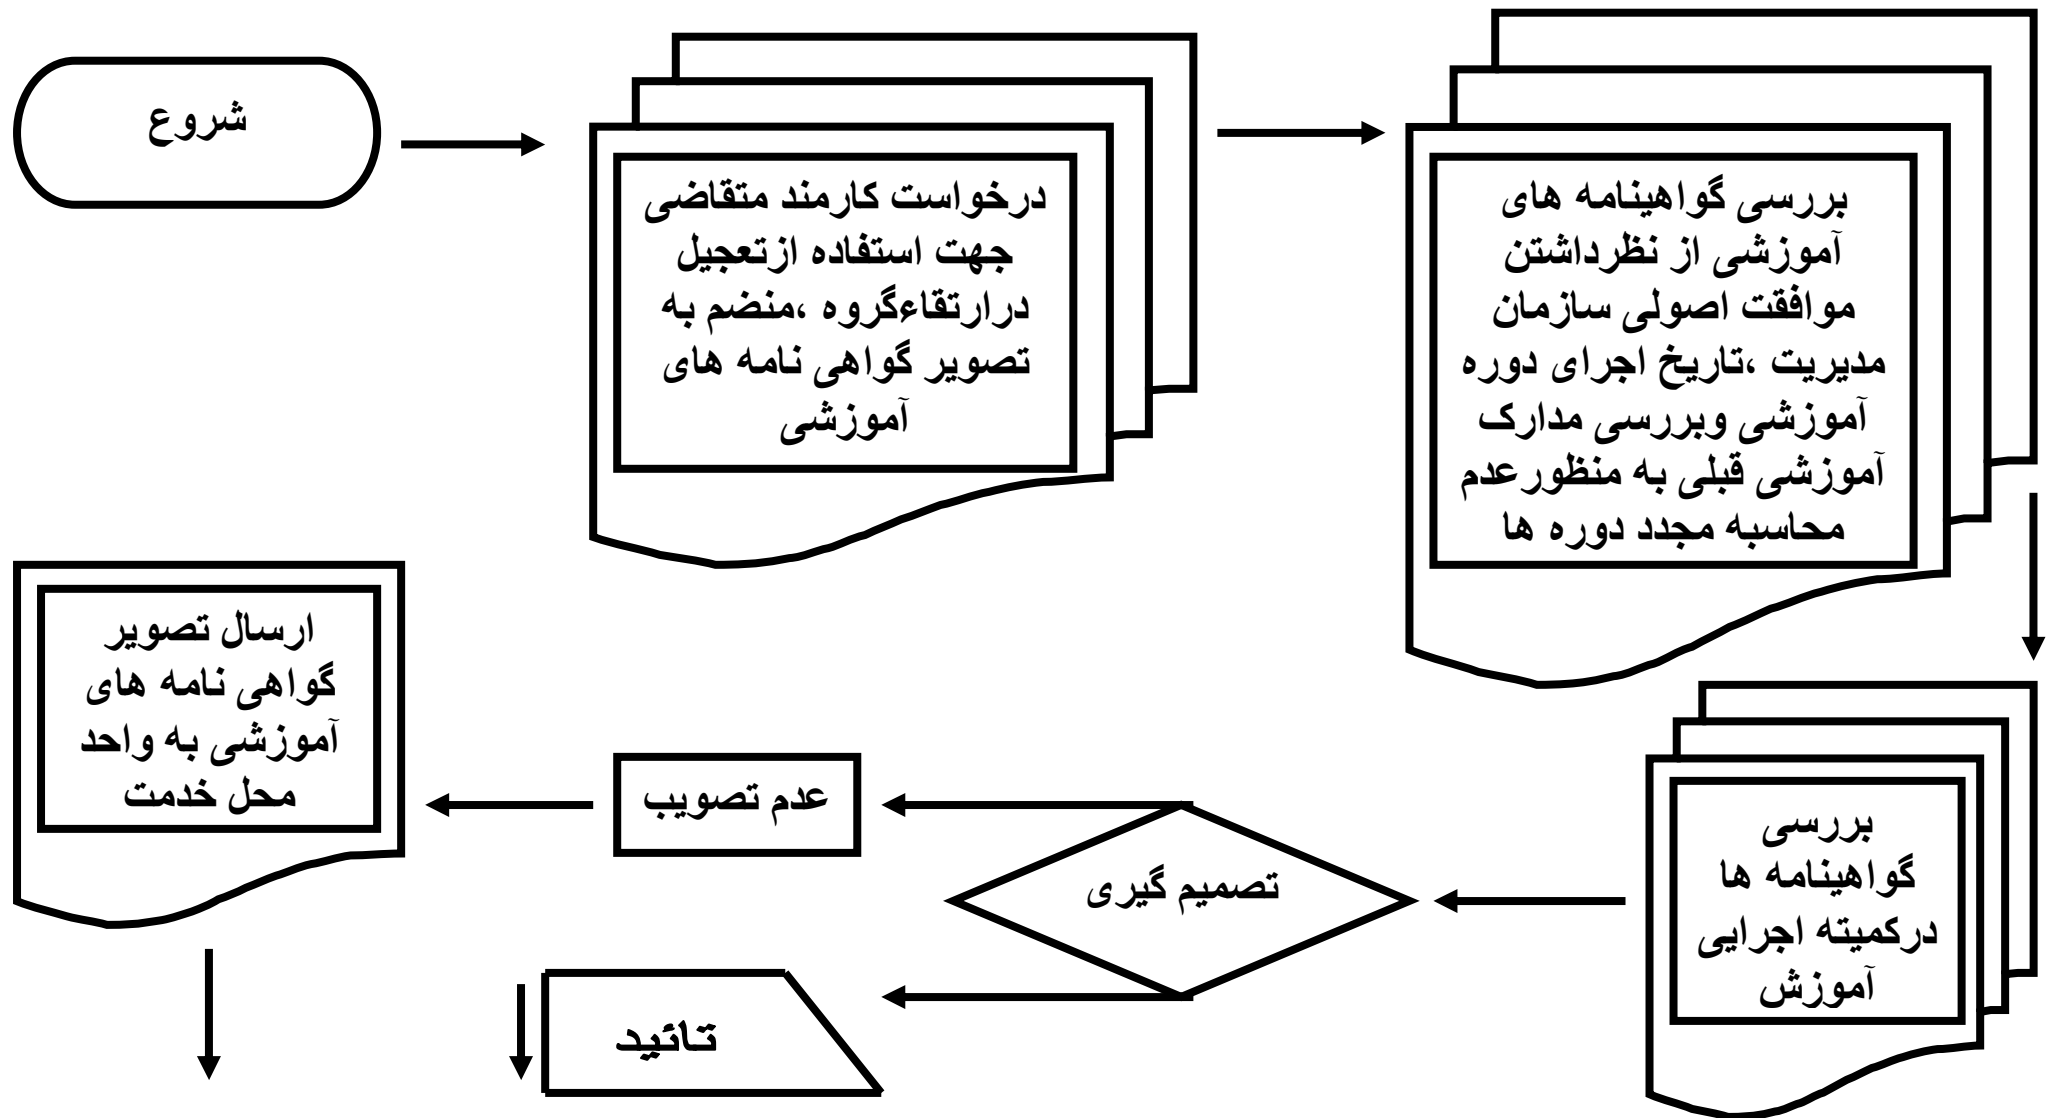 شروع
درخواست کارمند متقاضی
جهت استفاده ازتعجیل
درارتقاءگروه ،منضم به
تصویر گواهی نامه های
آموزشی
بررسی گواهینامه های
آموزشی از نظرداشتن
موافقت اصولی سازمان
مدیریت ،تاریخ اجرای دوره
آموزشی وبررسی مدارک
آموزشی قبلی به منظورعدم
محاسبه مجدد دوره ها
بررسی
گواهینامه ها
درکمیته اجرایی
آموزش
تصمیم گیری
عدم تصویب
ارسال تصویر
گواهی نامه های
آموزشی به واحد
محل خدمت
تائید